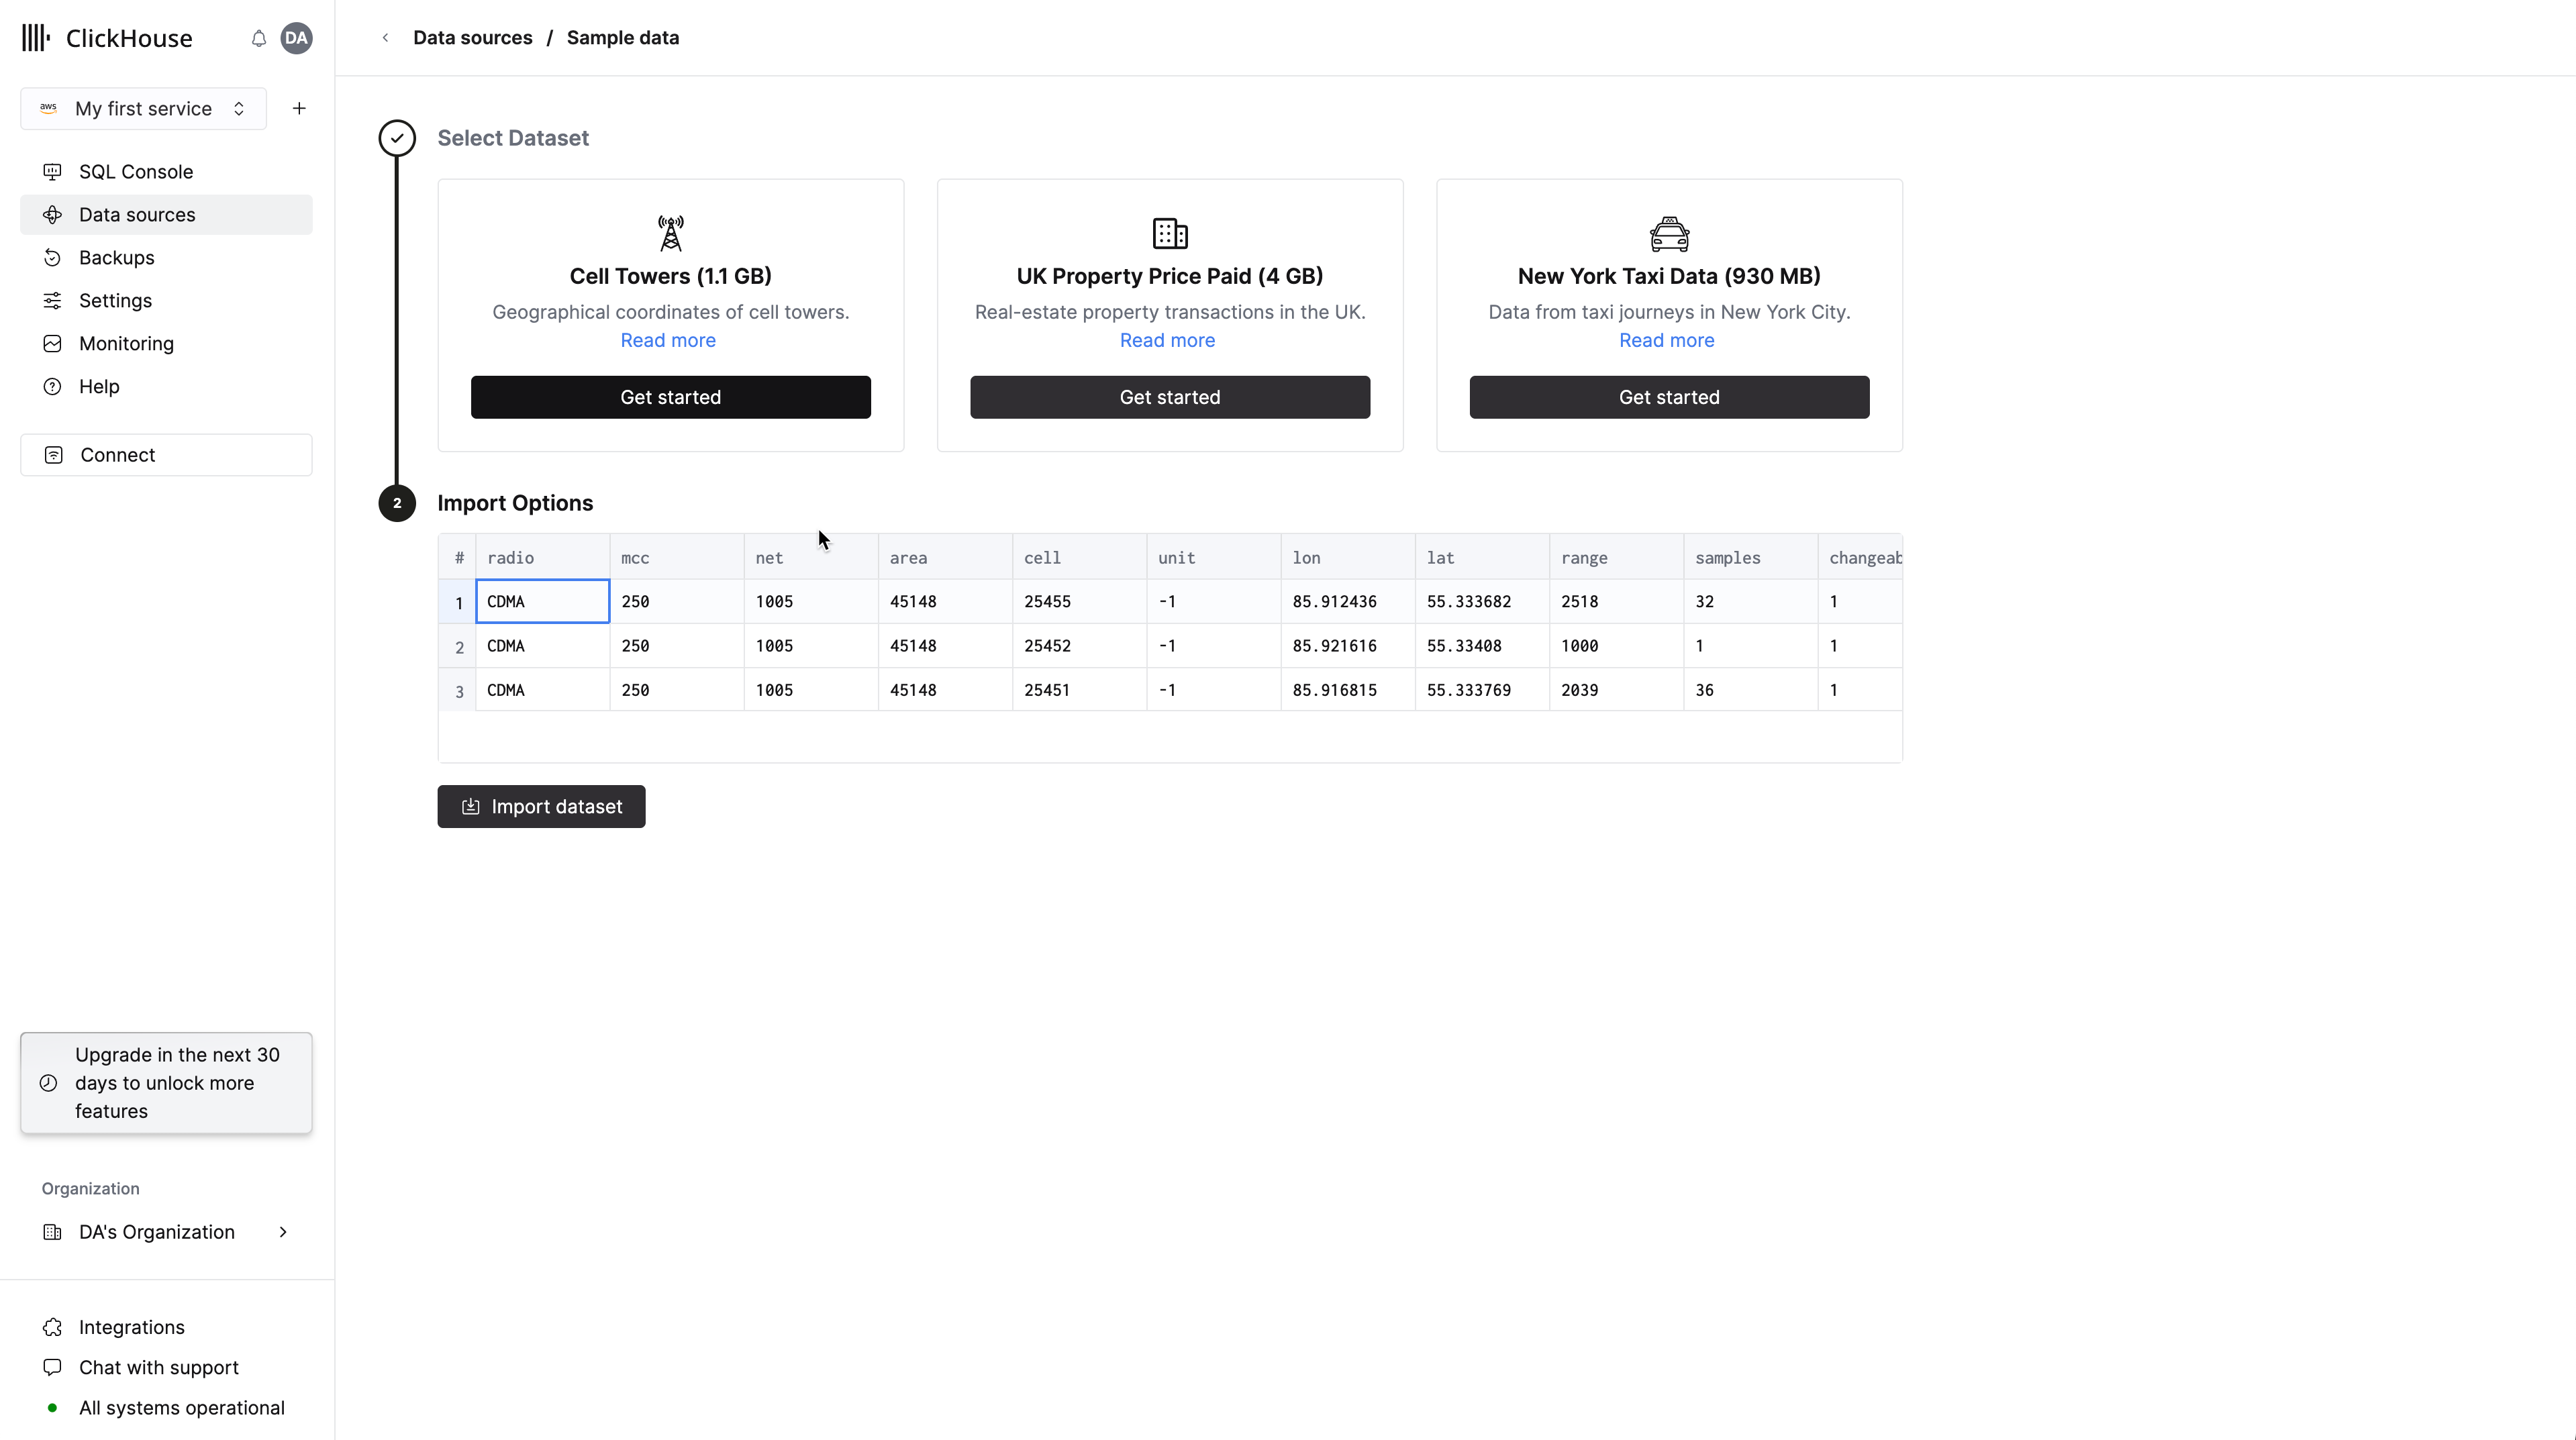 ClickHouse
DA
Data sources / Sample data
aws My first service
SQL Console
Data sources
Backups
Settings
Monitoring
Help
Connect
Select Dataset
Cell Towers (1.1 GB)
Geographical coordinates of cell towers.
Read more
Get started
UK Property Price Paid (4 GB)
Real-estate property transactions in the UK.
Read more
Get started
New York Taxi Data (930 MB)
Data from taxi journeys in New York City.
Read more
Get started
2 Import Options
# radio mcc net area cell unit lon lat range samples changeab
1 CDMA 250 1005 45148 25455 -1 85.912436 55.333682 2518 32 1
2 CDMA 250 1005 45148 25452 -1 85.921616 55.33408 1000 1 1
3 CDMA 250 1005 45148 25451 -1 85.916815 55.333769 2039 36 1
Import dataset
Upgrade in the next 30
days to unlock more
features
Organization
DA's Organization
Integrations
Chat with support
All systems operational